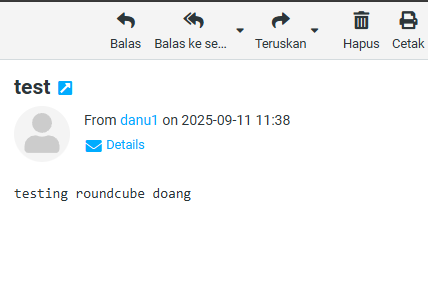 Balas
Balas ke se...
Teruskan
Hapus
Cetak
test
From danu1 on 2025-09-11 11:38
Details
testing roundcube doang